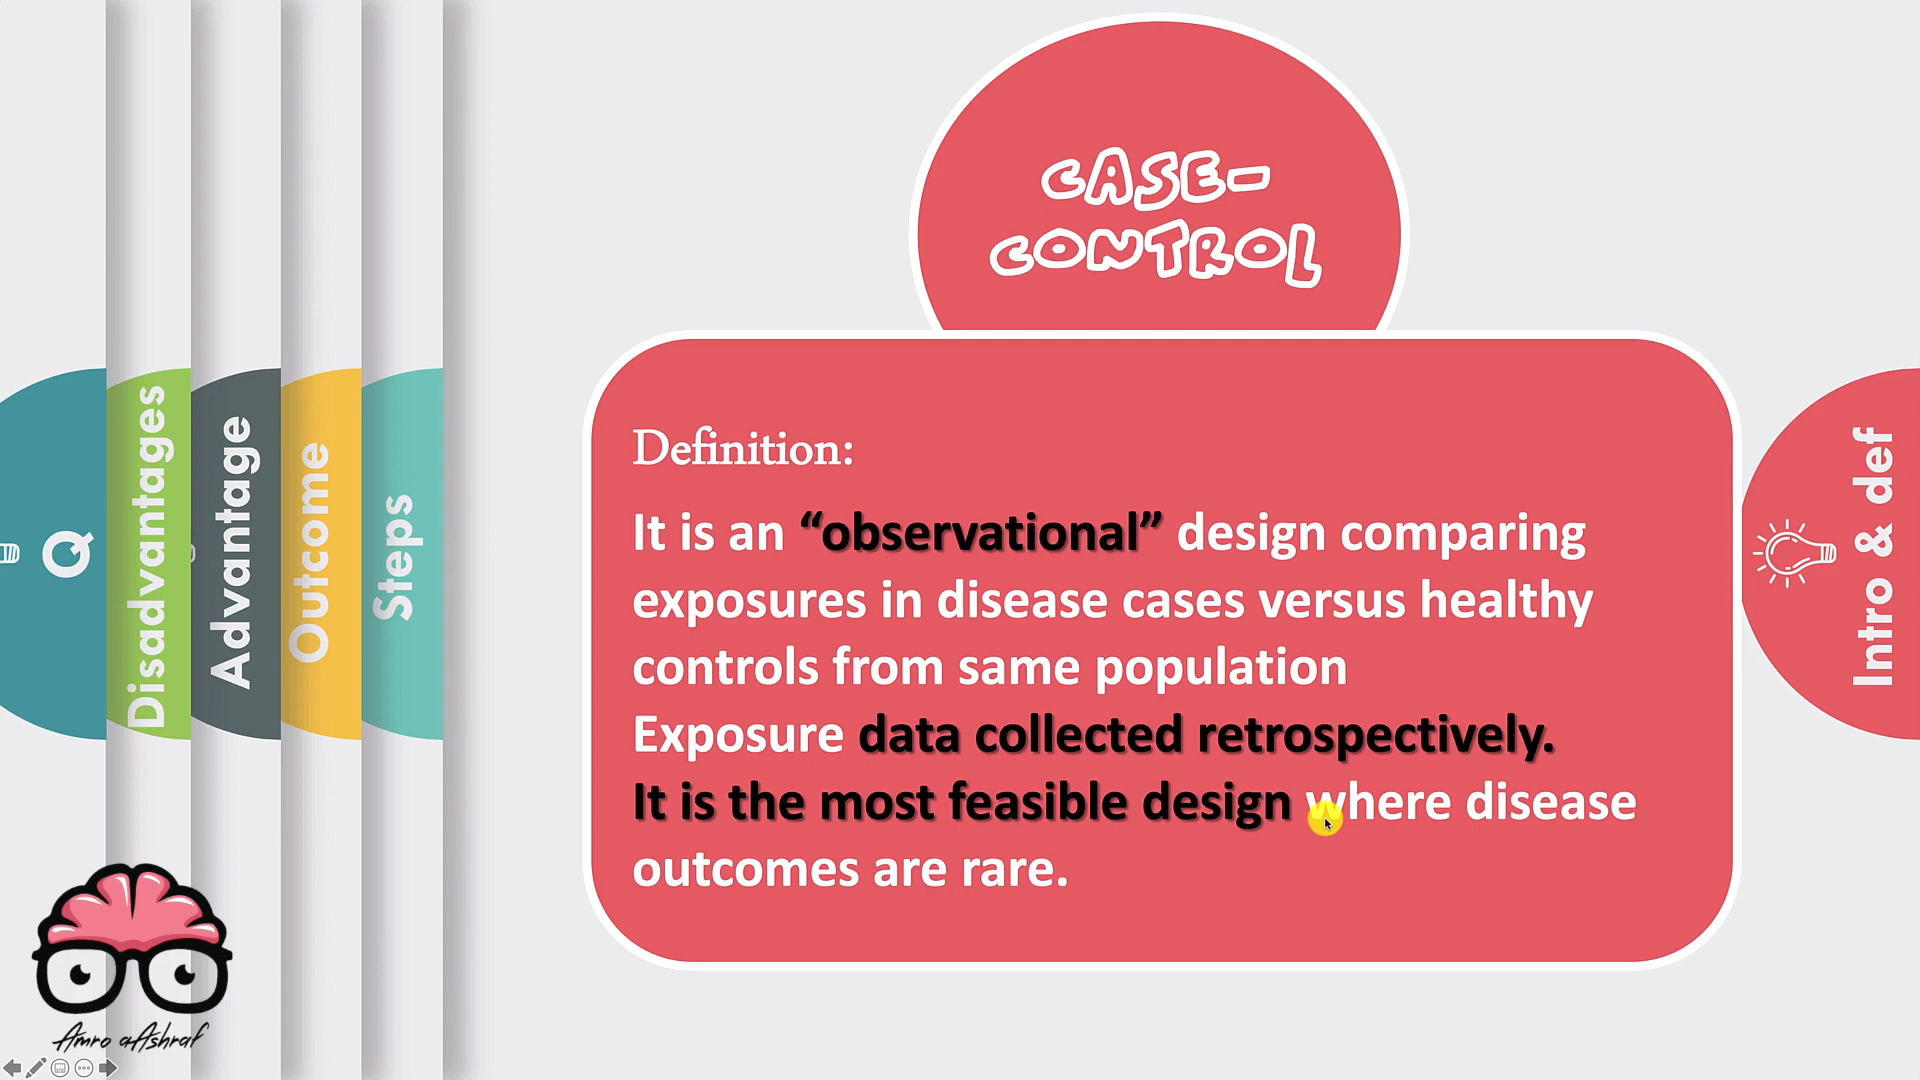 CASE-
CONTROL
Definition:
It is an “observational” design comparing
exposures in disease cases versus healthy
controls from same population
Exposure data collected retrospectively.
It is the most feasible design where disease
outcomes are rare.
Q
Disadvantages
Advantage
Outcome
Steps
Intro & def
Amro aAshraf